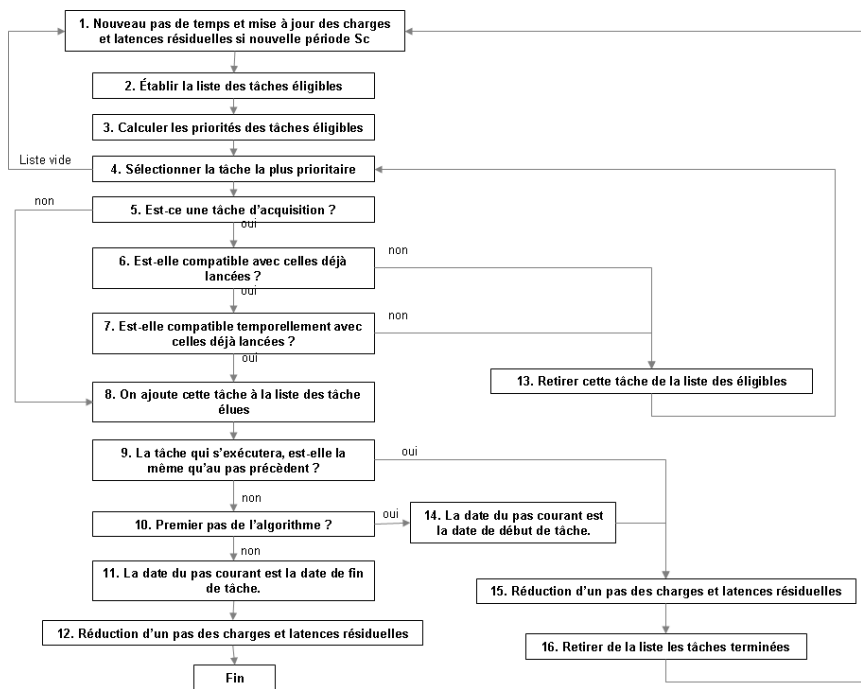 1. Nouveau pas de temps et mise à jour des charges
et latences résiduelles si nouvelle période Sc
2. Établir la liste des tâches éligibles
3. Calculer les priorités des tâches éligibles
Liste vide
4. Sélectionner la tâche la plus prioritaire
non
5. Est-ce une tâche d'acquisition ?
oui
non
6. Est-elle compatible avec celles déjà
lancées ?
oui
non
7. Est-elle compatible temporellement avec
celles déjà lancées ?
oui
13. Retirer cette tâche de la liste des éligibles
8. On ajoute cette tâche à la liste des tâche
élues
9. La tâche qui s'exécutera, est-elle la
même qu'au pas précèdent ?
oui
non
10. Premier pas de l'algorithme ?
oui
14. La date du pas courant est
la date de début de tâche.
non
11. La date du pas courant est la date de fin
de tâche.
15. Réduction d'un pas des charges et latences résiduelles
12. Réduction d'un pas des charges et latences résiduelles
16. Retirer de la liste les tâches terminées
Fin